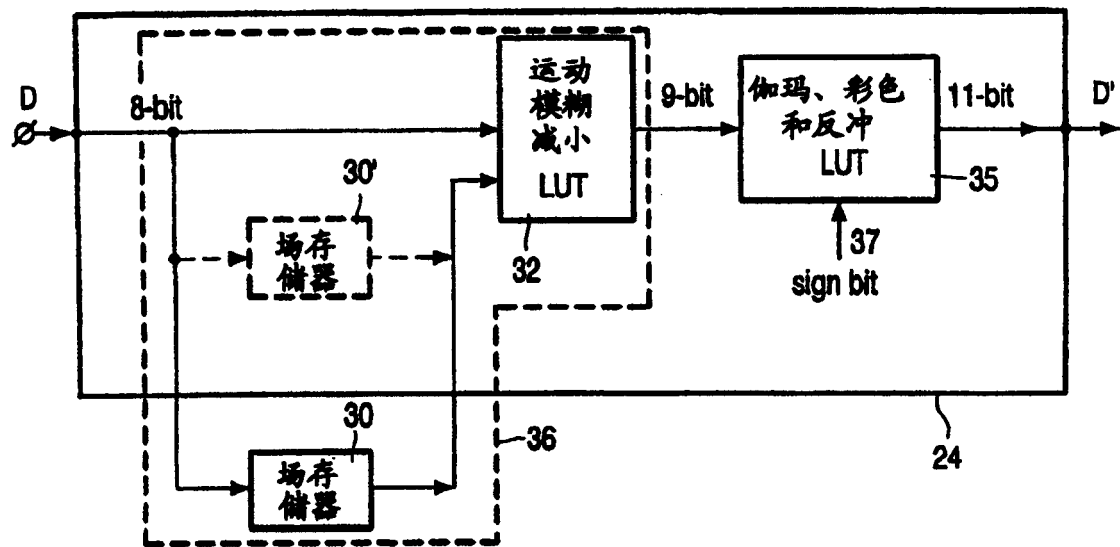 D
8-bit
运动
模糊
减小
LUT
32
9-bit
伽玛、彩色
和反冲
LUT
35
11-bit
D'
37
sign bit
30'
场存
储器
30
场存
储器
36
24